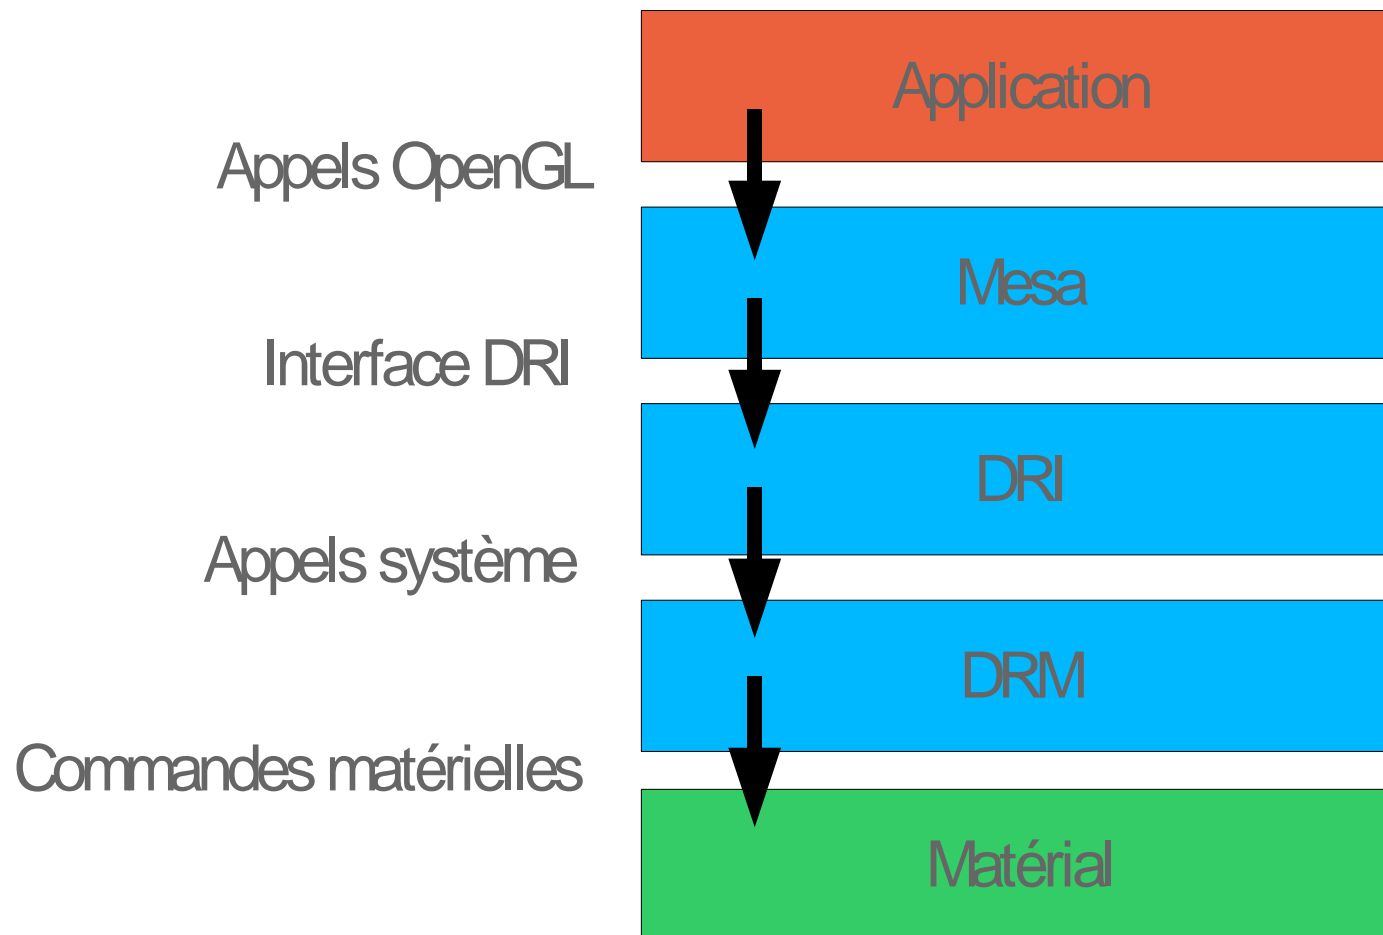 Application
Appels OpenGL
Mesa
Interface DRI
DRI
Appels système
DRM
Commandes matérielles
Matérial